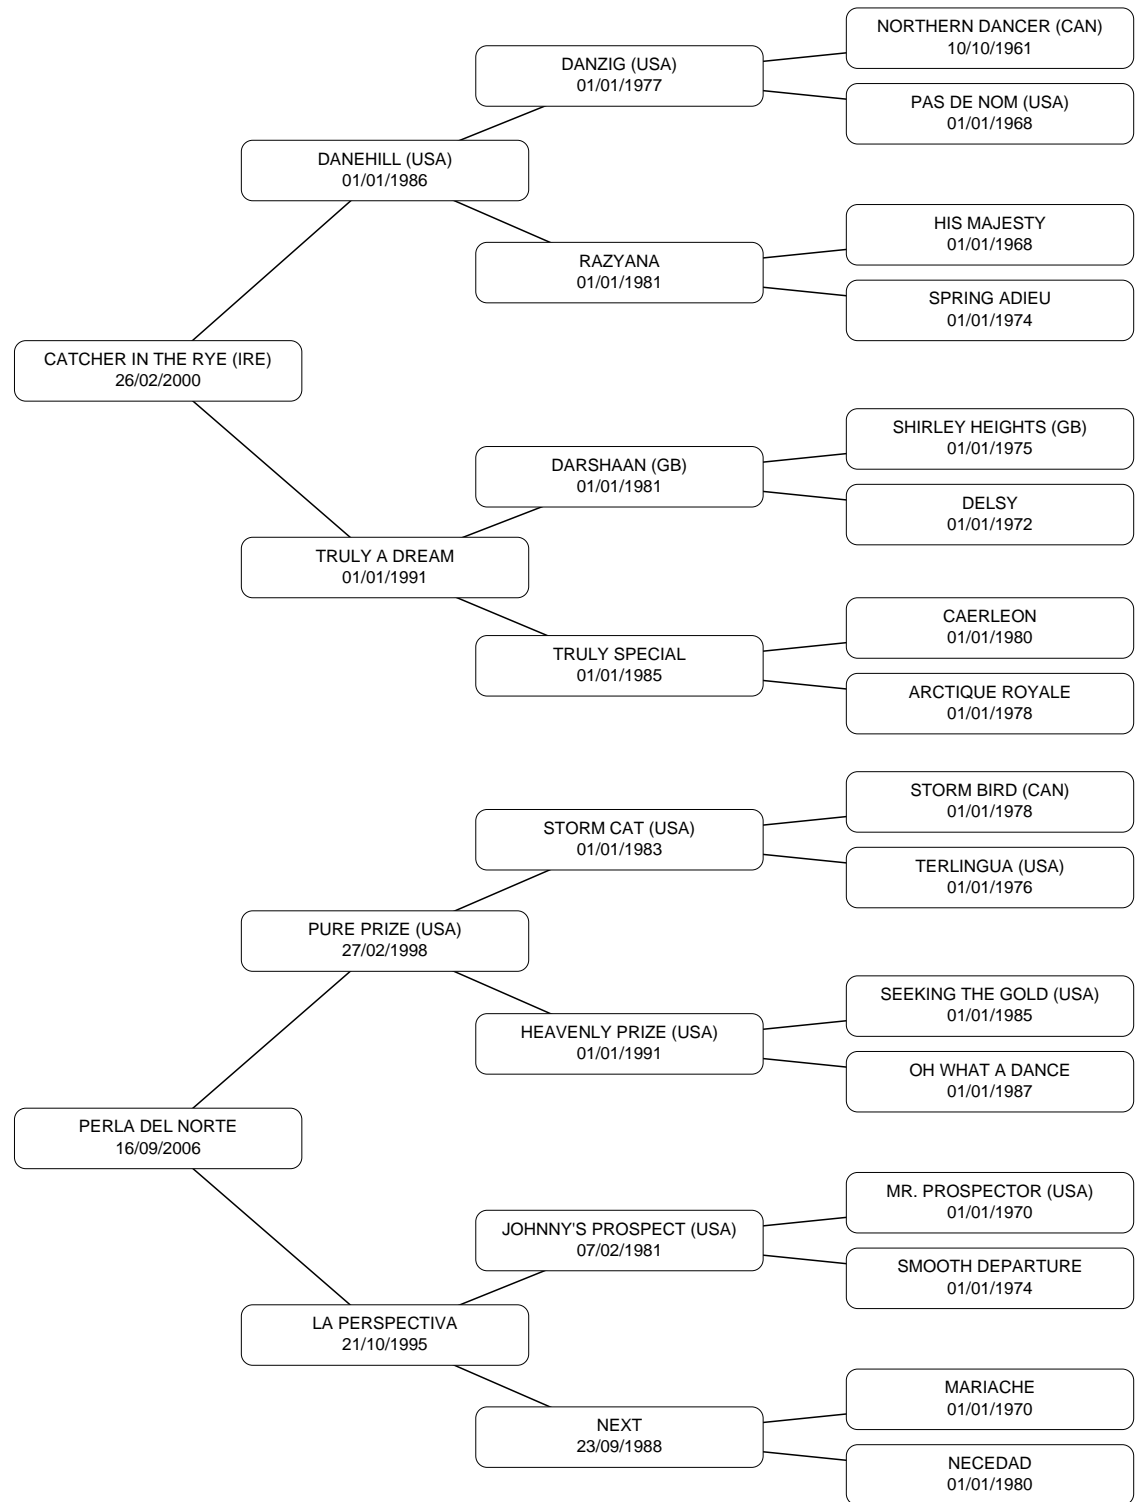 NORTHERN DANCER (CAN)
10/10/1961
DANZIG (USA)
01/01/1977
PAS DE NOM (USA)
01/01/1968
DANEHILL (USA)
01/01/1986
HIS MAJESTY
01/01/1968
RAZYANA
01/01/1981
SPRING ADIEU
01/01/1974
CATCHER IN THE RYE (IRE)
26/02/2000
SHIRLEY HEIGHTS (GB)
01/01/1975
DARSHAAN (GB)
01/01/1981
DELSY
01/01/1972
TRULY A DREAM
01/01/1991
CAERLEON
01/01/1980
TRULY SPECIAL
01/01/1985
ARCTIQUE ROYALE
01/01/1978
STORM BIRD (CAN)
01/01/1978
STORM CAT (USA)
01/01/1983
TERLINGUA (USA)
01/01/1976
PURE PRIZE (USA)
27/02/1998
SEEKING THE GOLD (USA)
01/01/1985
HEAVENLY PRIZE (USA)
01/01/1991
OH WHAT A DANCE
01/01/1987
PERLA DEL NORTE
16/09/2006
MR. PROSPECTOR (USA)
01/01/1970
JOHNNY'S PROSPECT (USA)
07/02/1981
SMOOTH DEPARTURE
01/01/1974
LA PERSPECTIVA
21/10/1995
MARIACHE
01/01/1970
NEXT
23/09/1988
NECEDAD
01/01/1980